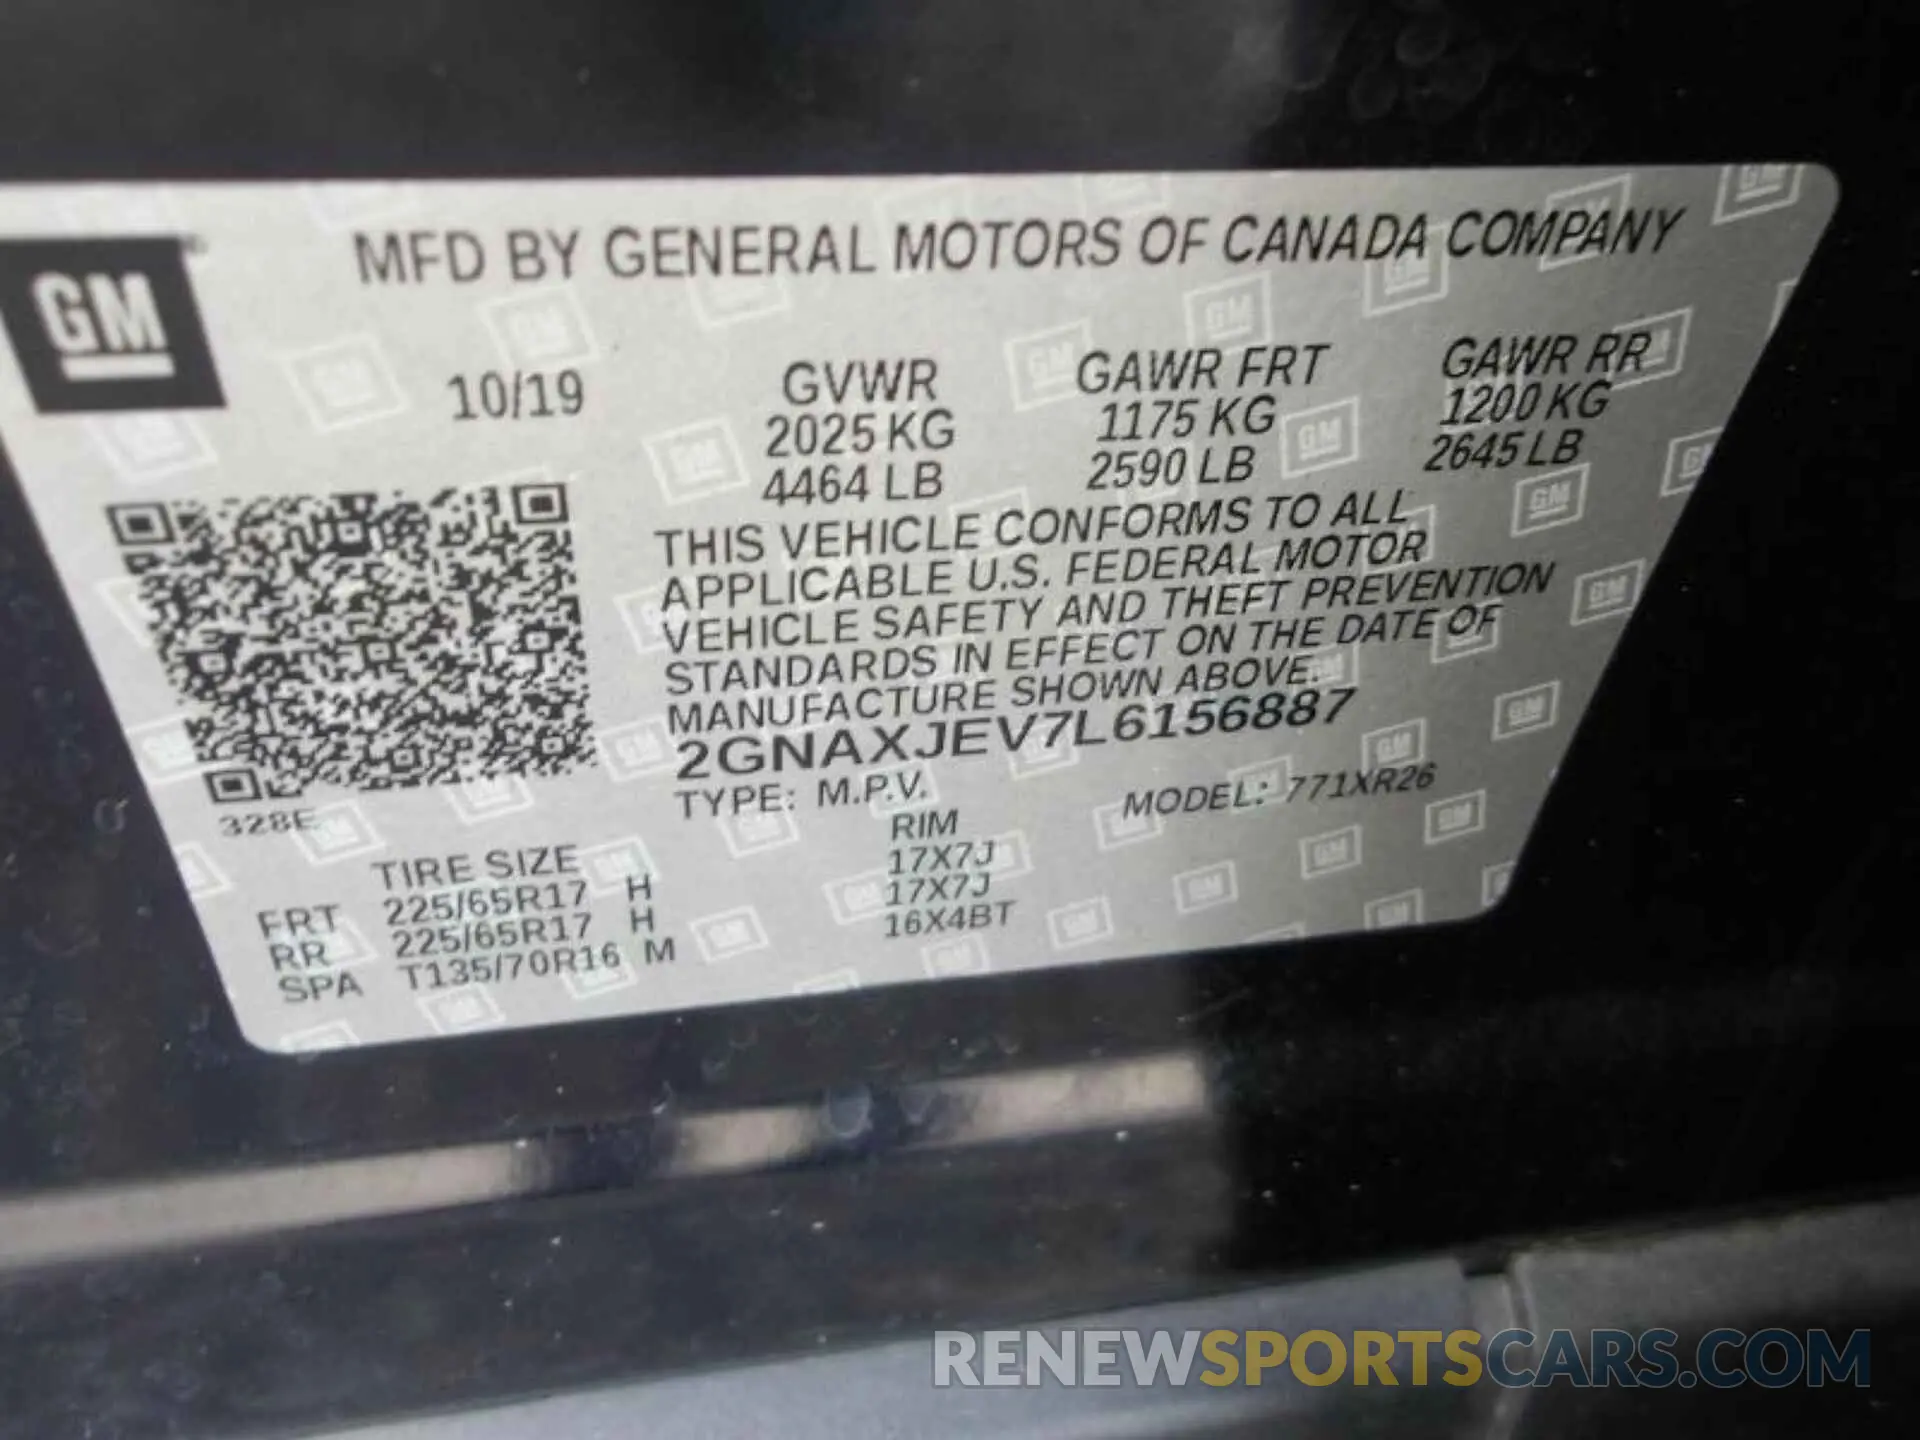 MFD BY GENERAL MOTORS OF CANADA COMPANY
GM
10/19
GVWR GAWR FRT GAWR RR
2025 KG 1175 KG 1200 KG
4464 LB 2590 LB 2645 LB
THIS VEHICLE CONFORMS TO ALL
APPLICABLE U.S. FEDERAL MOTOR
VEHICLE SAFETY AND THEFT PREVENTION
STANDARDS IN EFFECT ON THE DATE OF
MANUFACTURE SHOWN ABOVE.
2GNAXJEV7L6156887
TYPE: M.P.V. MODEL: 771XR26
328E
TIRE SIZE RIM
FRT 225/65R17 H 17X7J
RR 225/65R17 H 17X7J
SPA T135/70R16 M 16X4BT
RENEWSPORTSCARS.COM